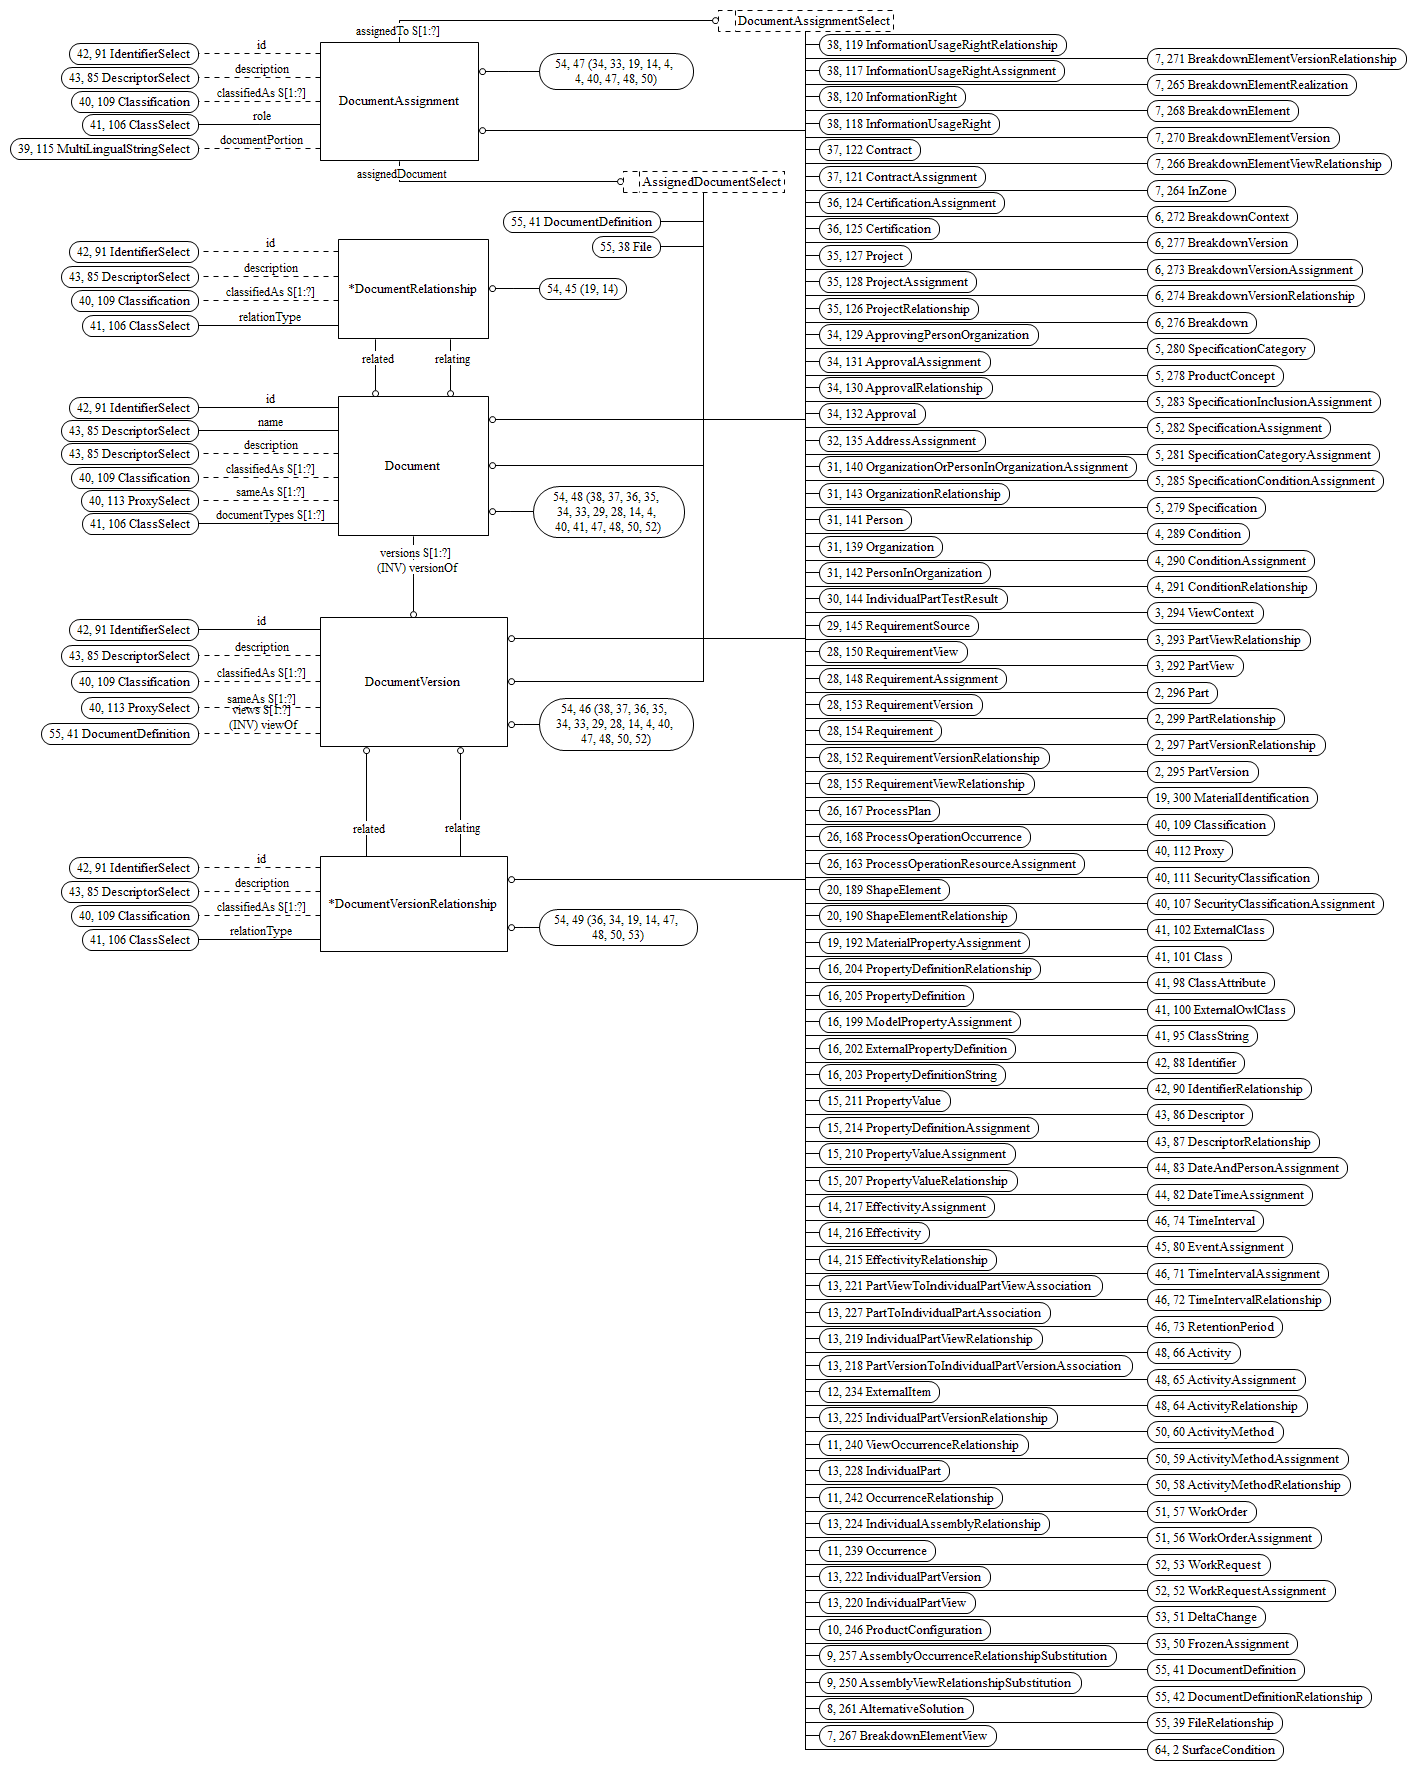 DocumentAssignmentSelect
assignedTo S[1:?]
42, 91 IdentifierSelect
id
43, 85 DescriptorSelect
description
40, 109 Classification
classifiedAs S[1:?]
41, 106 ClassSelect
role
39, 115 MultiLingualStringSelect
documentPortion
DocumentAssignment
54, 47 (34, 33, 19, 14, 4,
4, 40, 47, 48, 50)
assignedDocument
AssignedDocumentSelect
55, 41 DocumentDefinition
55, 38 File
42, 91 IdentifierSelect
id
43, 85 DescriptorSelect
description
40, 109 Classification
classifiedAs S[1:?]
41, 106 ClassSelect
relationType
*DocumentRelationship
54, 45 (19, 14)
related
relating
42, 91 IdentifierSelect
id
43, 85 DescriptorSelect
name
43, 85 DescriptorSelect
description
40, 109 Classification
classifiedAs S[1:?]
40, 113 ProxySelect
sameAs S[1:?]
41, 106 ClassSelect
documentTypes S[1:?]
Document
54, 48 (38, 37, 36, 35,
34, 33, 29, 28, 14, 4,
40, 41, 47, 48, 50, 52)
versions S[1:?]
(INV) versionOf
42, 91 IdentifierSelect
id
43, 85 DescriptorSelect
description
40, 109 Classification
classifiedAs S[1:?]
40, 113 ProxySelect
sameAs S[1:?]
55, 41 DocumentDefinition
views S[1:?]
(INV) viewOf
DocumentVersion
54, 46 (38, 37, 36, 35,
34, 33, 29, 28, 14, 4, 40,
47, 48, 50, 52)
related
relating
42, 91 IdentifierSelect
id
43, 85 DescriptorSelect
description
40, 109 Classification
classifiedAs S[1:?]
41, 106 ClassSelect
relationType
*DocumentVersionRelationship
54, 49 (36, 34, 19, 14, 47,
48, 50, 53)
38, 119 InformationUsageRightRelationship
38, 117 InformationUsageRightAssignment
38, 120 InformationRight
38, 118 InformationUsageRight
37, 122 Contract
37, 121 ContractAssignment
36, 124 CertificationAssignment
36, 125 Certification
35, 127 Project
35, 128 ProjectAssignment
35, 126 ProjectRelationship
34, 129 ApprovingPersonOrganization
34, 131 ApprovalAssignment
34, 130 ApprovalRelationship
34, 132 Approval
32, 135 AddressAssignment
31, 140 OrganizationOrPersonInOrganizationAssignment
31, 143 OrganizationRelationship
31, 141 Person
31, 139 Organization
31, 142 PersonInOrganization
30, 144 IndividualPartTestResult
29, 145 RequirementSource
28, 150 RequirementView
28, 148 RequirementAssignment
28, 153 RequirementVersion
28, 154 Requirement
28, 152 RequirementVersionRelationship
28, 155 RequirementViewRelationship
26, 167 ProcessPlan
26, 168 ProcessOperationOccurrence
26, 163 ProcessOperationResourceAssignment
20, 189 ShapeElement
20, 190 ShapeElementRelationship
19, 192 MaterialPropertyAssignment
16, 204 PropertyDefinitionRelationship
16, 205 PropertyDefinition
16, 199 ModelPropertyAssignment
16, 202 ExternalPropertyDefinition
16, 203 PropertyDefinitionString
15, 211 PropertyValue
15, 214 PropertyDefinitionAssignment
15, 210 PropertyValueAssignment
15, 207 PropertyValueRelationship
14, 217 EffectivityAssignment
14, 216 Effectivity
14, 215 EffectivityRelationship
13, 221 PartViewToIndividualPartViewAssociation
13, 227 PartToIndividualPartAssociation
13, 219 IndividualPartViewRelationship
13, 218 PartVersionToIndividualPartVersionAssociation
12, 234 ExternalItem
13, 225 IndividualPartVersionRelationship
11, 240 ViewOccurrenceRelationship
13, 228 IndividualPart
11, 242 OccurrenceRelationship
13, 224 IndividualAssemblyRelationship
11, 239 Occurrence
13, 222 IndividualPartVersion
13, 220 IndividualPartView
10, 246 ProductConfiguration
9, 257 AssemblyOccurrenceRelationshipSubstitution
9, 250 AssemblyViewRelationshipSubstitution
8, 261 AlternativeSolution
7, 267 BreakdownElementView
7, 271 BreakdownElementVersionRelationship
7, 265 BreakdownElementRealization
7, 268 BreakdownElement
7, 270 BreakdownElementVersion
7, 266 BreakdownElementViewRelationship
7, 264 InZone
6, 272 BreakdownContext
6, 277 BreakdownVersion
6, 273 BreakdownVersionAssignment
6, 274 BreakdownVersionRelationship
6, 276 Breakdown
5, 280 SpecificationCategory
5, 278 ProductConcept
5, 283 SpecificationInclusionAssignment
5, 282 SpecificationAssignment
5, 281 SpecificationCategoryAssignment
5, 285 SpecificationConditionAssignment
5, 279 Specification
4, 289 Condition
4, 290 ConditionAssignment
4, 291 ConditionRelationship
3, 294 ViewContext
3, 293 PartViewRelationship
3, 292 PartView
2, 296 Part
2, 299 PartRelationship
2, 297 PartVersionRelationship
2, 295 PartVersion
19, 300 MaterialIdentification
40, 109 Classification
40, 112 Proxy
40, 111 SecurityClassification
40, 107 SecurityClassificationAssignment
41, 102 ExternalClass
41, 101 Class
41, 98 ClassAttribute
41, 100 ExternalOwlClass
41, 95 ClassString
42, 88 Identifier
42, 90 IdentifierRelationship
43, 86 Descriptor
43, 87 DescriptorRelationship
44, 83 DateAndPersonAssignment
44, 82 DateTimeAssignment
46, 74 TimeInterval
45, 80 EventAssignment
46, 71 TimeIntervalAssignment
46, 72 TimeIntervalRelationship
46, 73 RetentionPeriod
48, 66 Activity
48, 65 ActivityAssignment
48, 64 ActivityRelationship
50, 60 ActivityMethod
50, 59 ActivityMethodAssignment
50, 58 ActivityMethodRelationship
51, 57 WorkOrder
51, 56 WorkOrderAssignment
52, 53 WorkRequest
52, 52 WorkRequestAssignment
53, 51 DeltaChange
53, 50 FrozenAssignment
55, 41 DocumentDefinition
55, 42 DocumentDefinitionRelationship
55, 39 FileRelationship
64, 2 SurfaceCondition